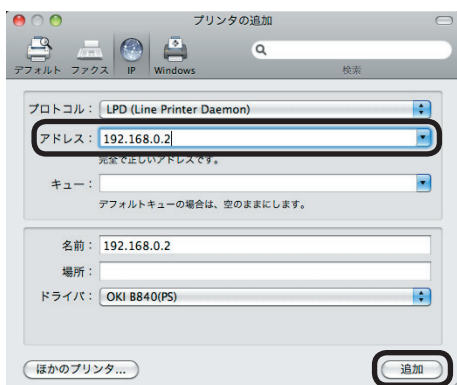 プリンタの追加
デフォルト ファクス IP Windows 検索
プロトコル： LPD (Line Printer Daemon)
アドレス： 192.168.0.2
完全で正しいアドレスです。
キュー：
デフォルトキューの場合は、空のままにします。
名前： 192.168.0.2
場所：
ドライバ： OKI B840(PS)
ほかのプリンタ... 追加